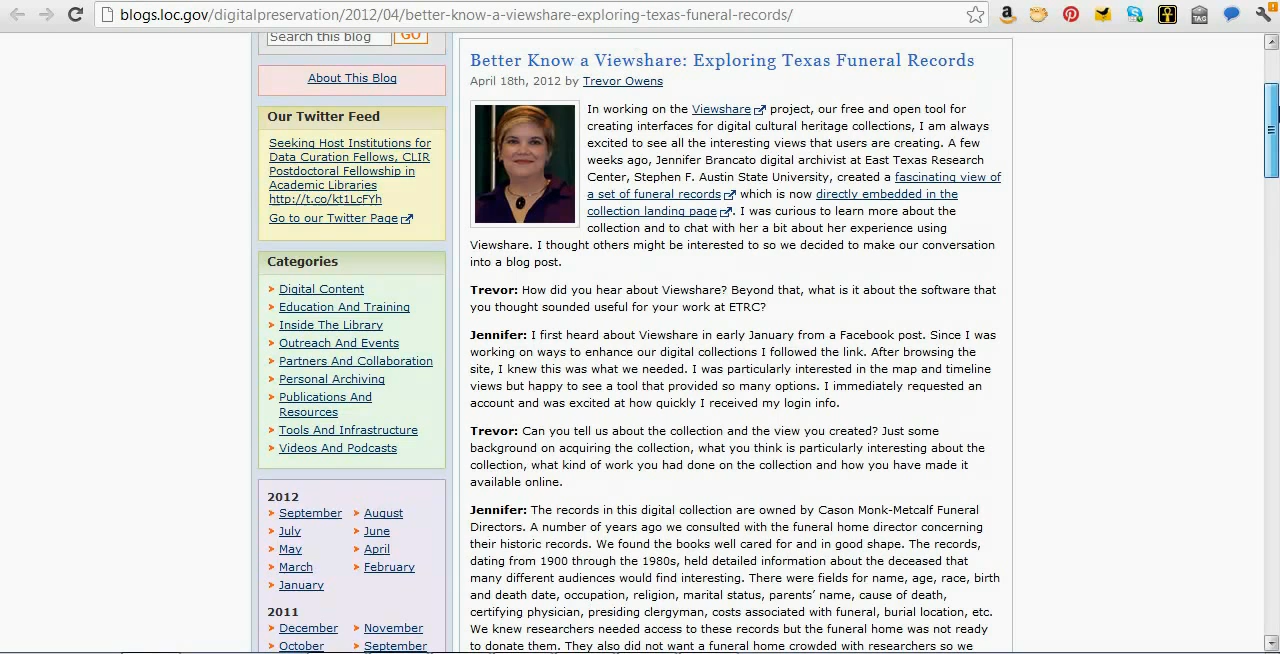 blogs.loc.gov/digitalpreservation/2012/04/better-know-a-viewshare-exploring-texas-funeral-records/
TAG
Search this blog
GO
About This Blog
Our Twitter Feed
Seeking Host Institutions for
Data Curation Fellows, CLIR
Postdoctoral Fellowship in
Academic Libraries
http://t.co/kt1LcFYh
Go to our Twitter Page
Categories
Digital Content
Education And Training
Inside The Library
Outreach And Events
Partners And Collaboration
Personal Archiving
Publications And
Resources
Tools And Infrastructure
Videos And Podcasts
2012
September August
July June
May April
March February
January
2011
December November
October September
Better Know a Viewshare: Exploring Texas Funeral Records
April 18th, 2012 by Trevor Owens
In working on the Viewshare project, our free and open tool for
creating interfaces for digital cultural heritage collections, I am always
excited to see all the interesting views that users are creating. A few
weeks ago, Jennifer Brancato digital archivist at East Texas Research
Center, Stephen F. Austin State University, created a fascinating view of
a set of funeral records which is now directly embedded in the
collection landing page. I was curious to learn more about the
collection and to chat with her a bit about her experience using
Viewshare. I thought others might be interested to so we decided to make our conversation
into a blog post.
Trevor: How did you hear about Viewshare? Beyond that, what is it about the software that
you thought sounded useful for your work at ETRC?
Jennifer: I first heard about Viewshare in early January from a Facebook post. Since I was
working on ways to enhance our digital collections I followed the link. After browsing the
site, I knew this was what we needed. I was particularly interested in the map and timeline
views but happy to see a tool that provided so many options. I immediately requested an
account and was excited at how quickly I received my login info.
Trevor: Can you tell us about the collection and the view you created? Just some
background on acquiring the collection, what you think is particularly interesting about the
collection, what kind of work you had done on the collection and how you have made it
available online.
Jennifer: The records in this digital collection are owned by Cason Monk-Metcalf Funeral
Directors. A number of years ago we consulted with the funeral home director concerning
their historic records. We found the books well cared for and in good shape. The records,
dating from 1900 through the 1980s, held detailed information about the deceased that
many different audiences would find interesting. There were fields for name, age, race, birth
and death date, occupation, religion, marital status, parents’ name, cause of death,
certifying physician, presiding clergyman, costs associated with funeral, burial location, etc.
We knew researchers needed access to these records but the funeral home was not ready
to donate them. They also did not want a funeral home crowded with researchers so we